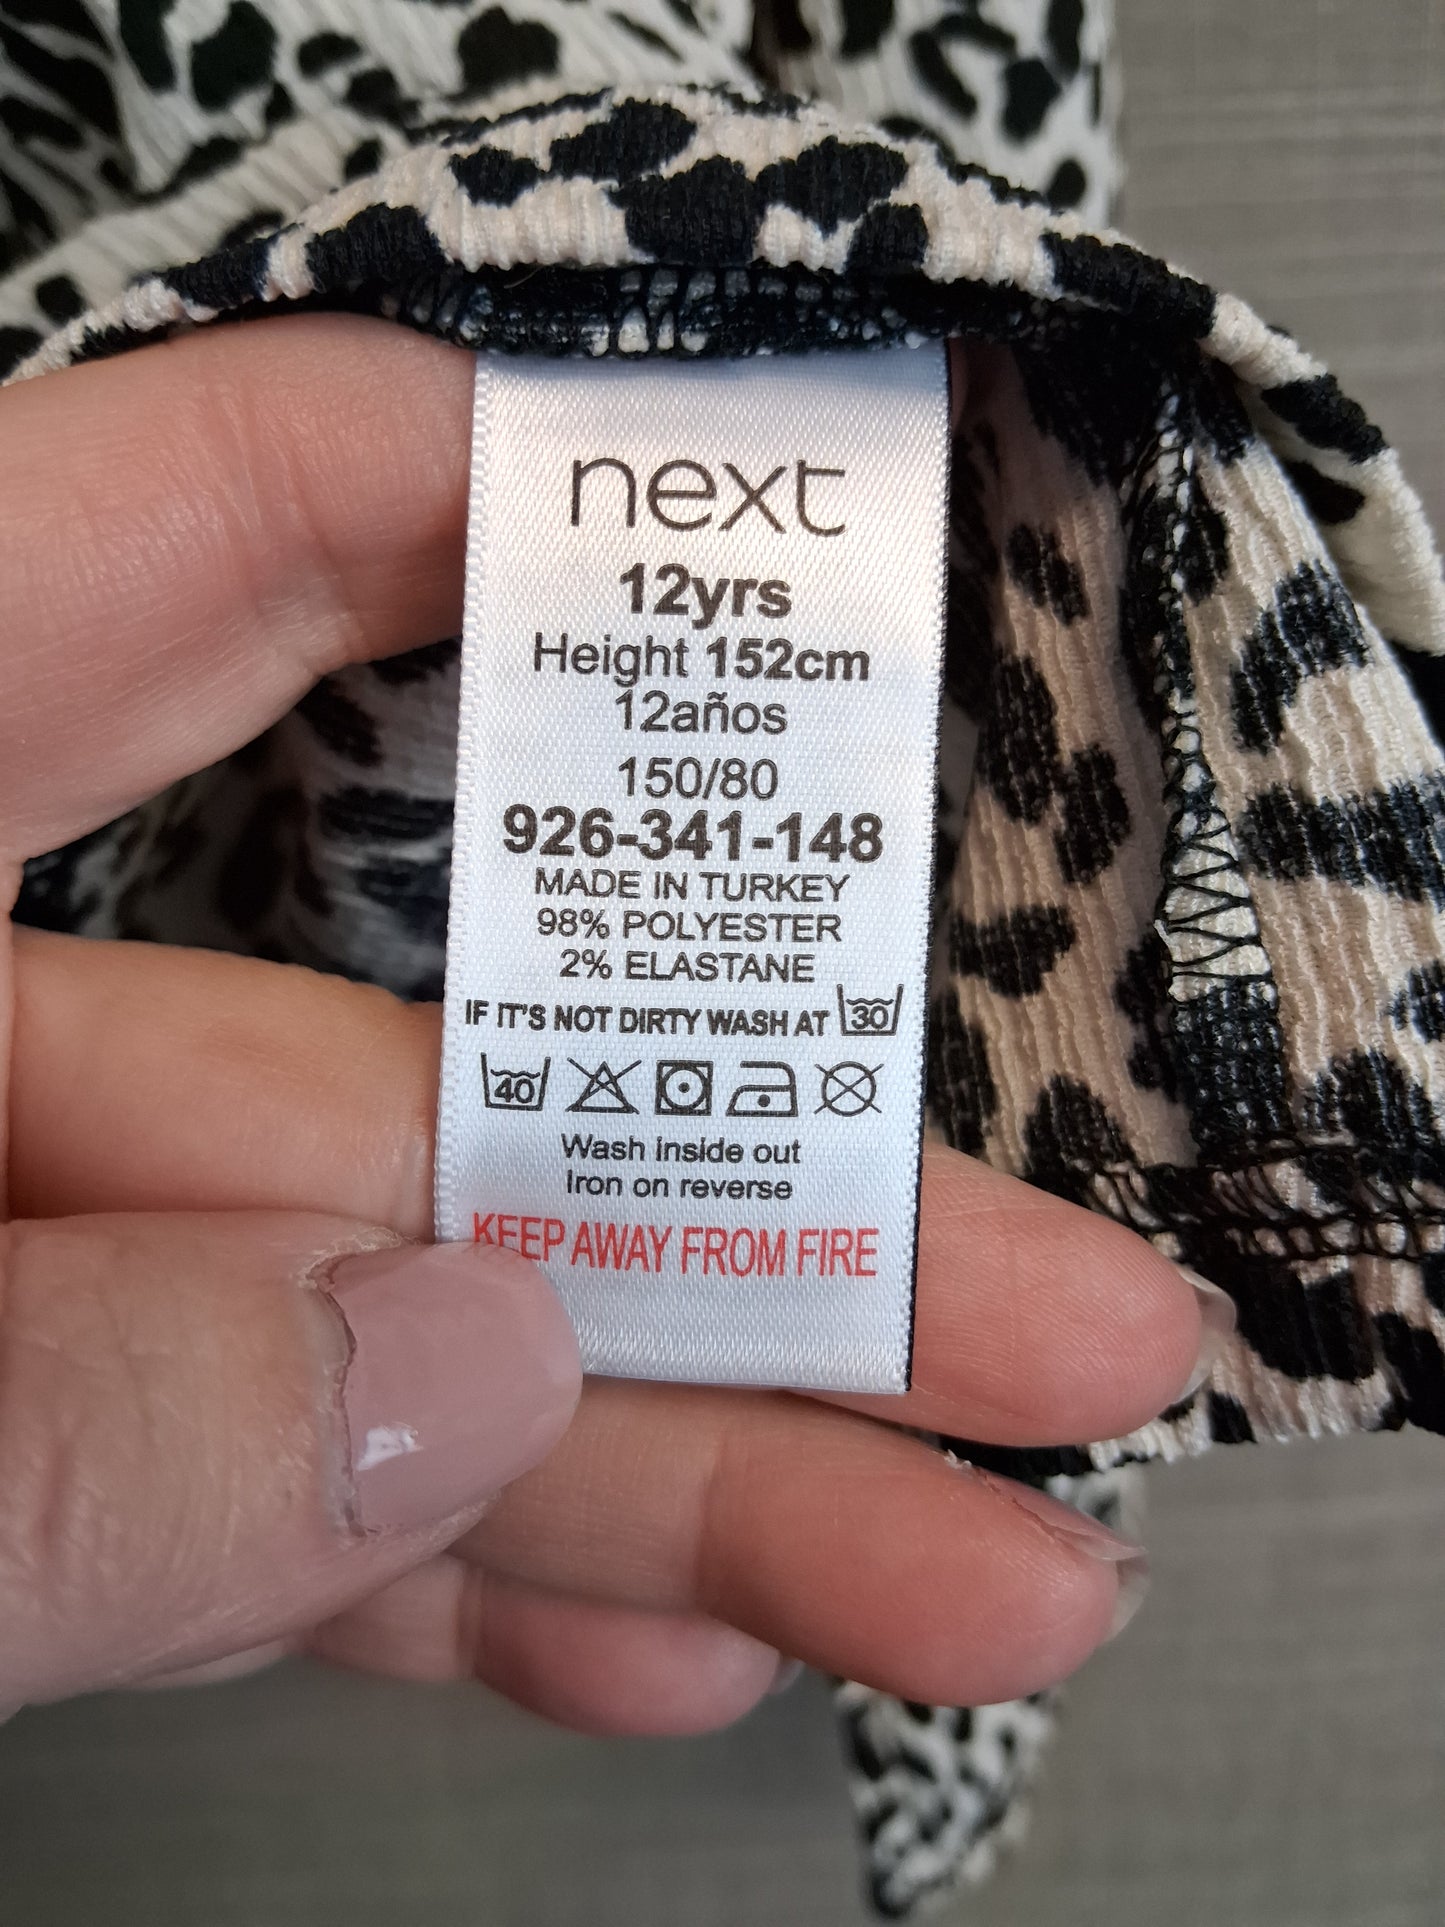 next
12yrs
Height 152cm
12años
150/80
926-341-148
MADE IN TURKEY
98% POLYESTER
2% ELASTANE
IF IT'S NOT DIRTY WASH AT 30
40
Wash inside out
Iron on reverse
KEEP AWAY FROM FIRE